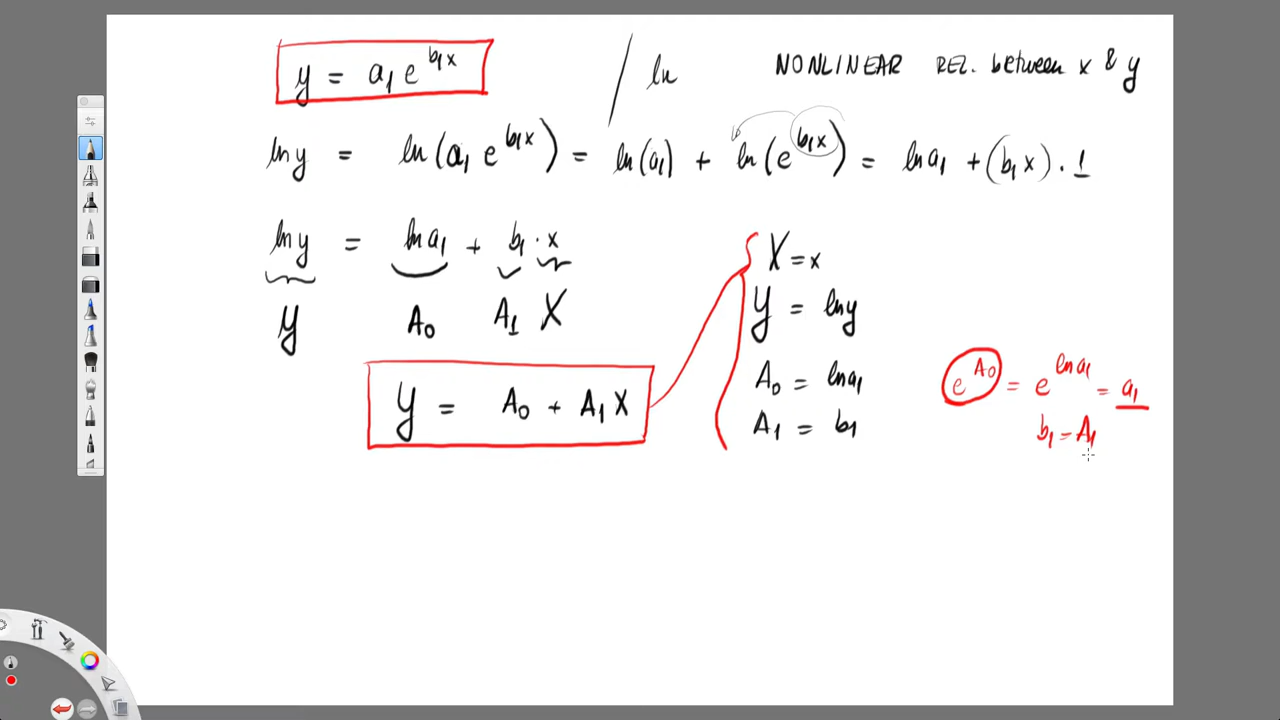 y = a₁ e^{b₁x} / ln NONLINEAR REL. between x & y
ln y = ln(a₁ e^{b₁x}) = ln(a₁) + ln(e^{b₁x}) = ln a₁ + (b₁x) · 1
ln y = ln a₁ + b₁ · x
Y A₀ A₁ X
Y = A₀ + A₁ X
X = x
Y = ln y
A₀ = ln a₁
A₁ = b₁
e^{A₀} = e^{ln a₁} = a₁
b₁ = A₁